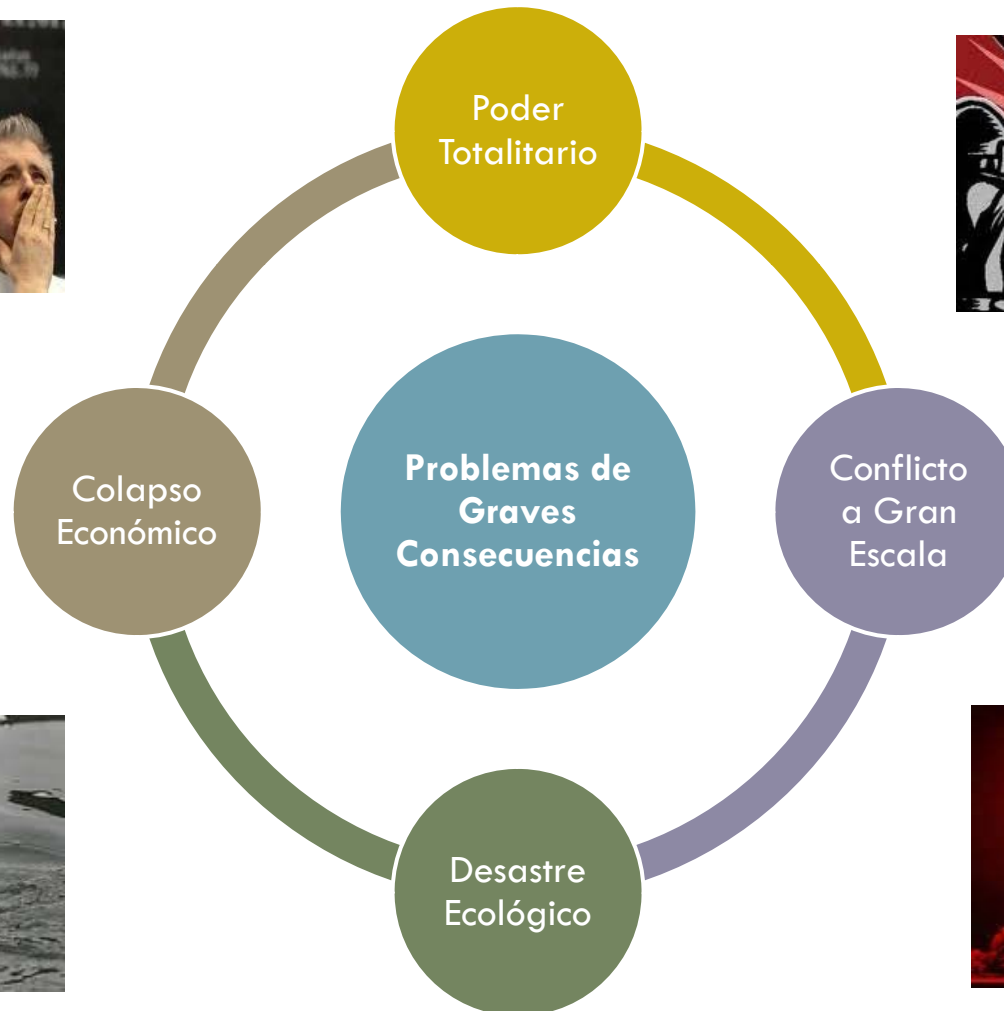 Poder
Totalitario
Problemas de
Graves
Consecuencias
Conflicto
a Gran
Escala
Colapso
Económico
Desastre
Ecológico